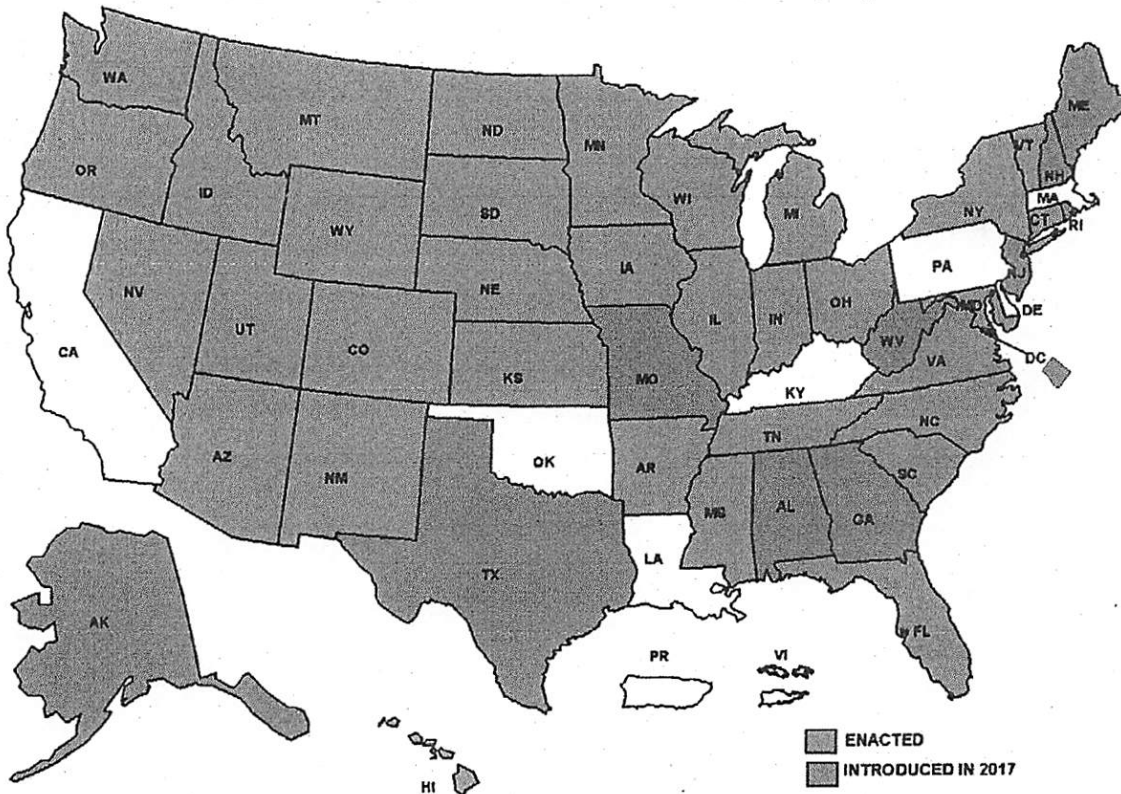 WA
MT
ND
MN
ME
VT
NH
OR
ID
SD
WI
MI
NY
MA
CT
RI
WY
IA
PA
NJ
NE
NV
UT
CO
IL
IN
OH
MD
DE
WV
DC
CA
KS
MO
KY
VA
AZ
NM
OK
AR
TN
NC
SC
MS
AL
GA
TX
LA
AK
FL
PR
VI
HI
ENACTED
INTRODUCED IN 2017